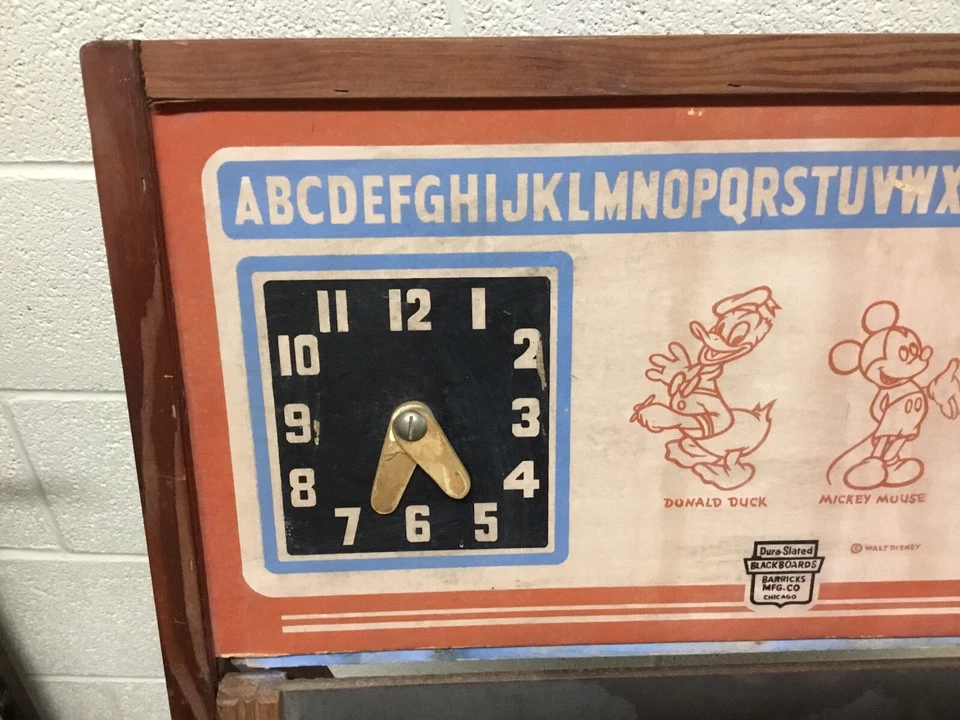 ABCDEFGHIJKLMNOPQRSTUVWX
11 12 1
10 2
9 3
8 4
7 6 5
DONALD DUCK
MICKEY MOUSE
© WALT DISNEY
Dura-Slated
BLACKBOARDS
BARRICKS
MFG.CO
CHICAGO